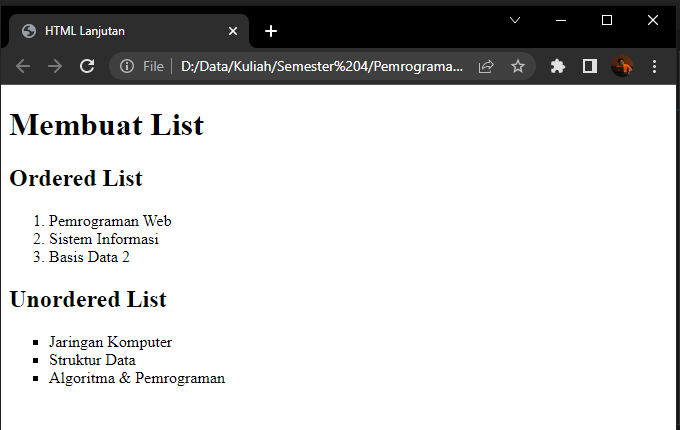 HTML Lanjutan
File D:/Data/Kuliah/Semester%204/Pemrograma...
Membuat List
Ordered List
1. Pemrograman Web
2. Sistem Informasi
3. Basis Data 2
Unordered List
▪ Jaringan Komputer
▪ Struktur Data
▪ Algoritma & Pemrograman